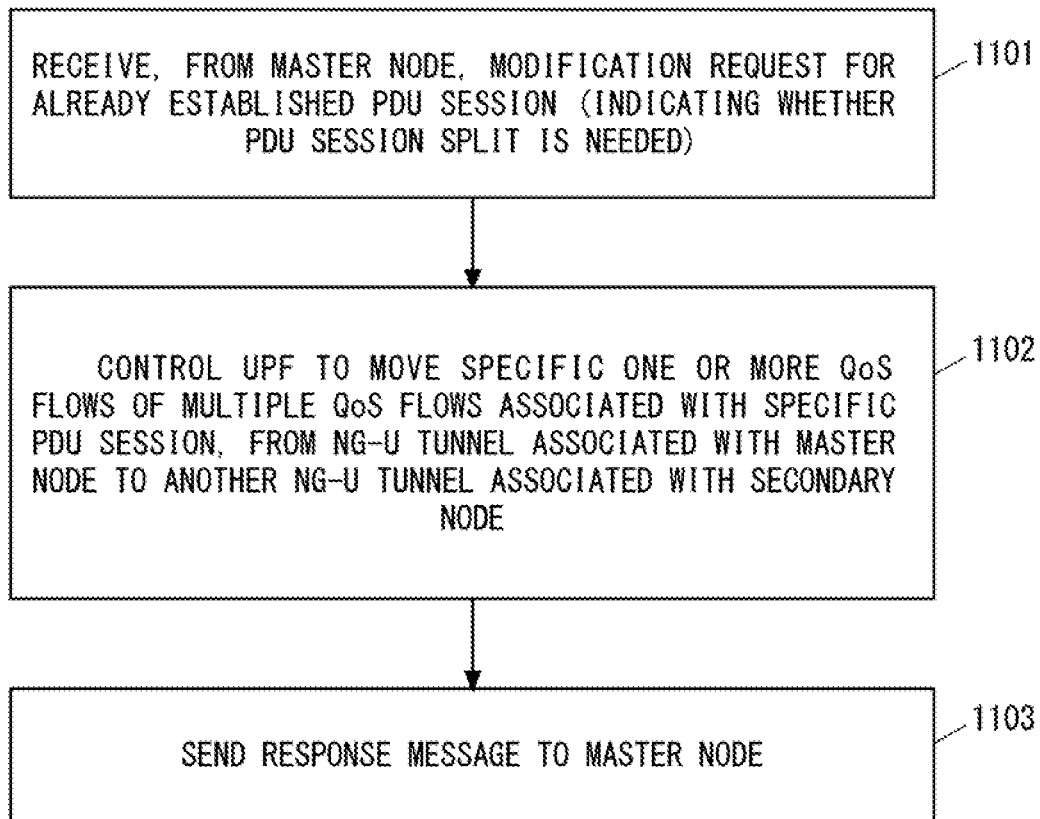 RECEIVE, FROM MASTER NODE, MODIFICATION REQUEST FOR
ALREADY ESTABLISHED PDU SESSION (INDICATING WHETHER
PDU SESSION SPLIT IS NEEDED)
1101
CONTROL UPF TO MOVE SPECIFIC ONE OR MORE QoS
FLOWS OF MULTIPLE QoS FLOWS ASSOCIATED WITH SPECIFIC
PDU SESSION, FROM NG-U TUNNEL ASSOCIATED WITH MASTER
NODE TO ANOTHER NG-U TUNNEL ASSOCIATED WITH SECONDARY
NODE
1102
SEND RESPONSE MESSAGE TO MASTER NODE
1103